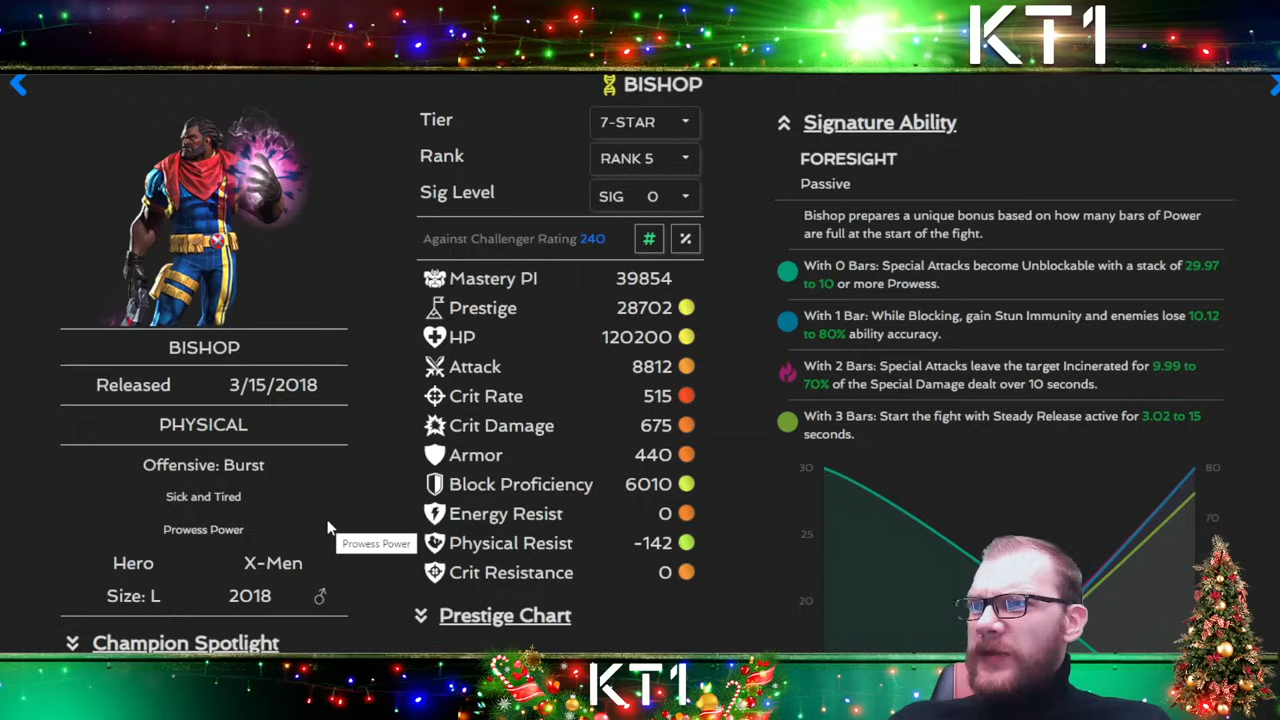 KT1
BISHOP
BISHOP
Released 3/15/2018
PHYSICAL
Offensive: Burst
Sick and Tired
Prowess Power
Prowess Power
Hero X-Men
Size: L 2018 ♂
Champion Spotlight
Tier 7-STAR
Rank RANK 5
Sig Level SIG 0
Against Challenger Rating 240 # %
Mastery PI 39854
Prestige 28702
HP 120200
Attack 8812
Crit Rate 515
Crit Damage 675
Armor 440
Block Proficiency 6010
Energy Resist 0
Physical Resist -142
Crit Resistance 0
Prestige Chart
Signature Ability
FORESIGHT
Passive
Bishop prepares a unique bonus based on how many bars of Power
are full at the start of the fight.
With 0 Bars: Special Attacks become Unblockable with a stack of 29.97
to 10 or more Prowess.
With 1 Bar: While Blocking, gain Stun Immunity and enemies lose 10.12
to 80% ability accuracy.
With 2 Bars: Special Attacks leave the target Incinerated for 9.99 to
70% of the Special Damage dealt over 10 seconds.
With 3 Bars: Start the fight with Steady Release active for 3.02 to 15
seconds.
30 80
25 70
20
KT1